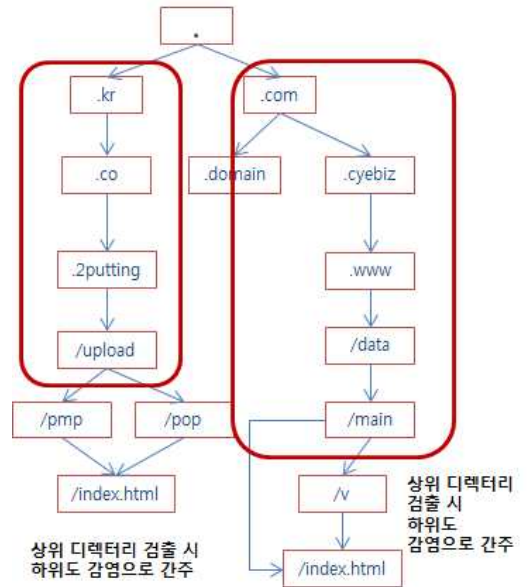 .
.kr
.com
.co
.domain
.cyebiz
.2putting
.www
/upload
/data
/pmp
/pop
/main
/index.html
/v
상위 디렉터리
검출 시
하위도
감염으로 간주
상위 디렉터리 검출 시
하위도 감염으로 간주
/index.html